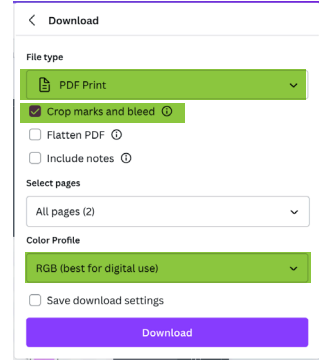 Download
File type
PDF Print
Crop marks and bleed
Flatten PDF
Include notes
Select pages
All pages (2)
Color Profile
RGB (best for digital use)
Save download settings
Download